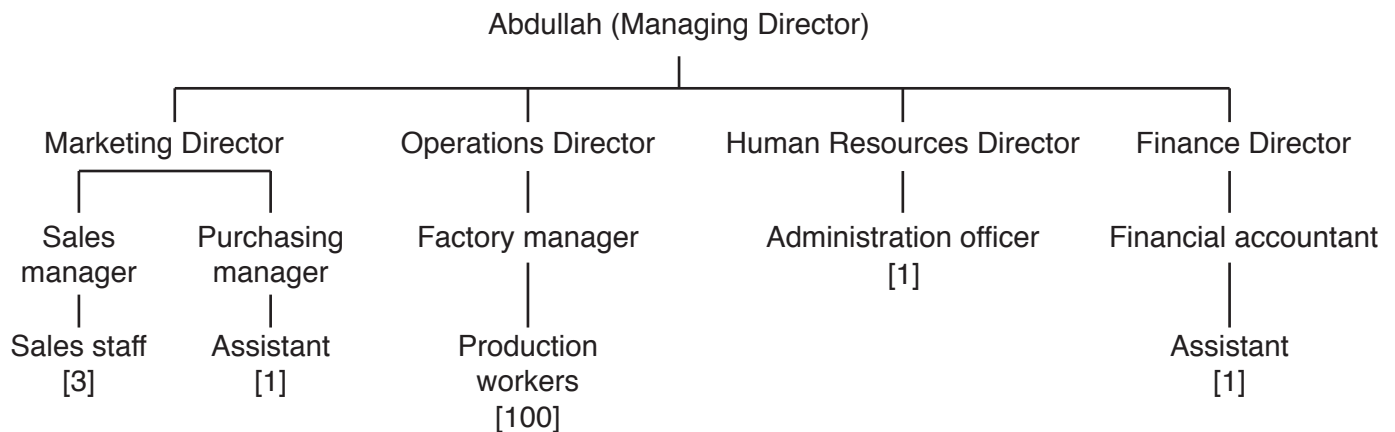 Abdullah (Managing Director)
Marketing Director
Operations Director
Human Resources Director
Finance Director
Sales
manager
Purchasing
manager
Factory manager
Administration officer
[1]
Financial accountant
Sales staff
[3]
Assistant
[1]
Production
workers
[100]
Assistant
[1]